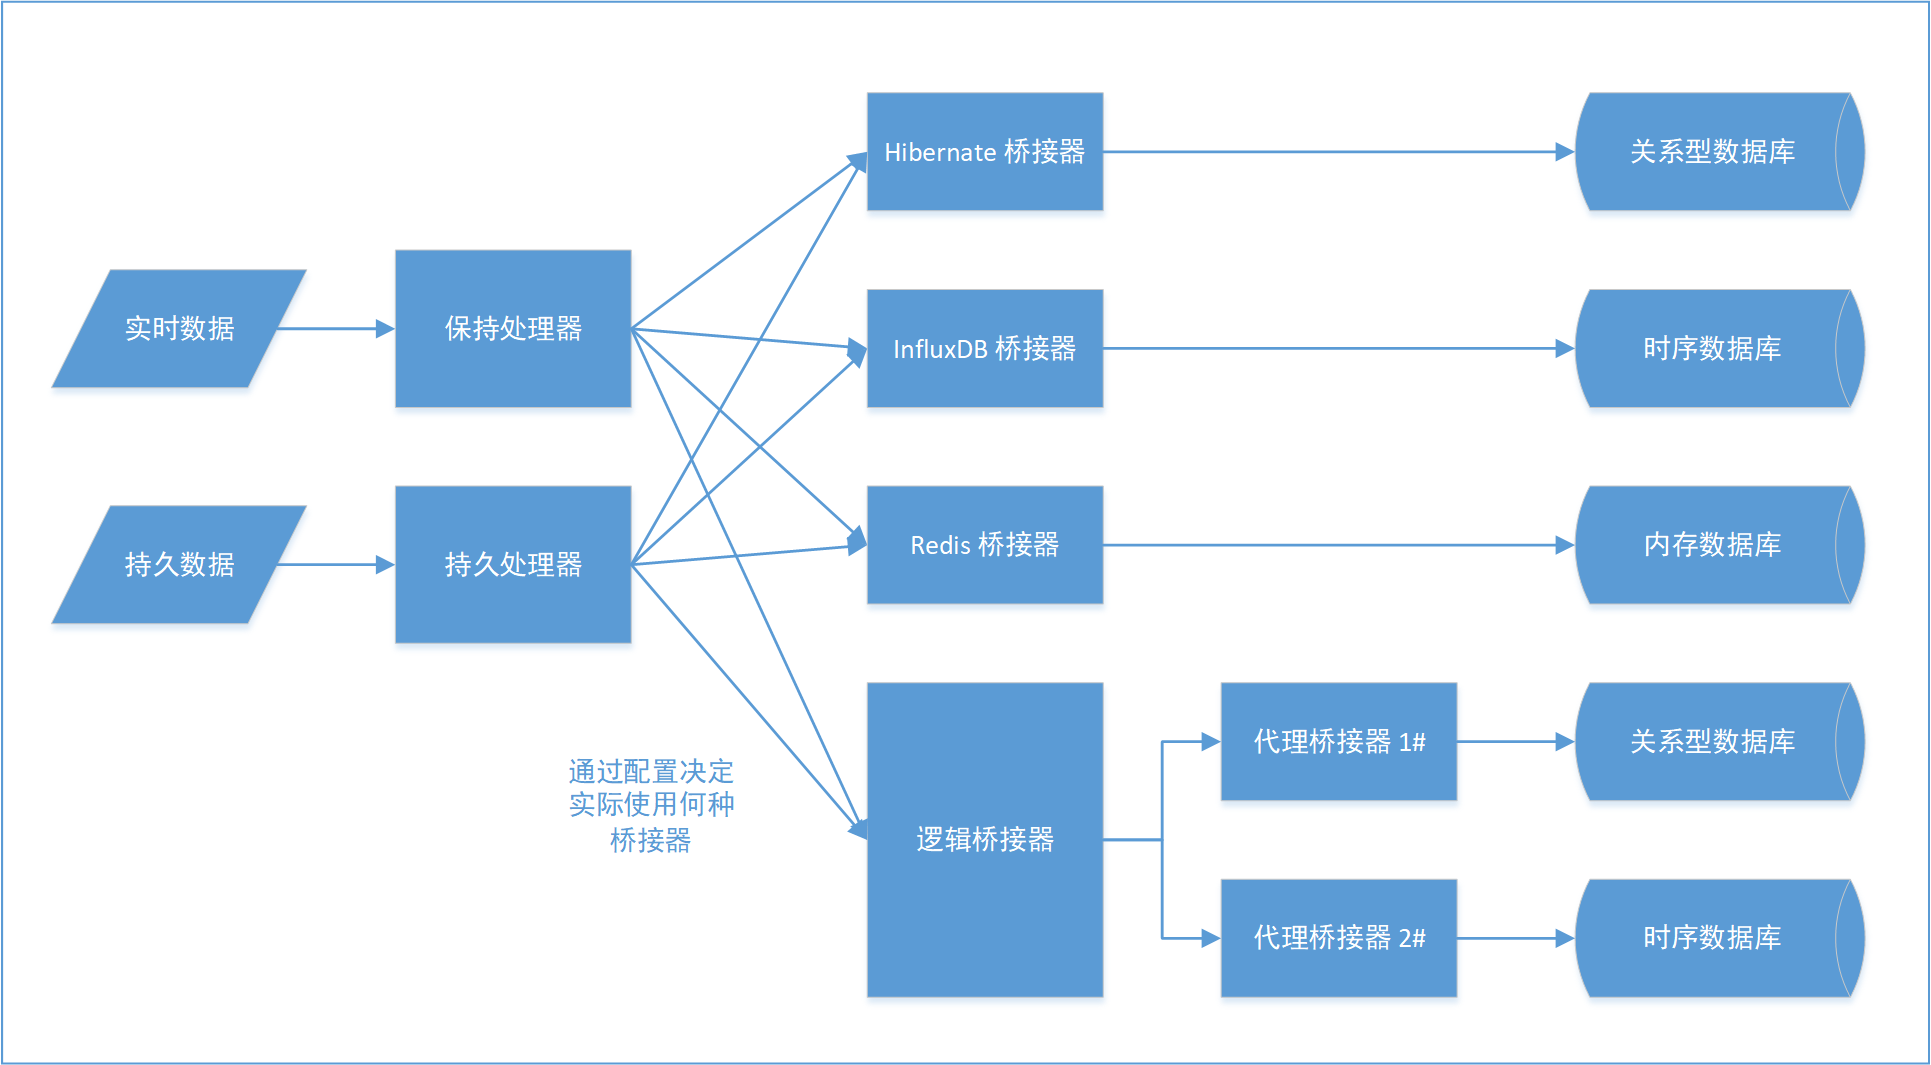 Hibernate 桥接器
关系型数据库
实时数据
保持处理器
InfluxDB 桥接器
时序数据库
持久数据
持久处理器
Redis 桥接器
内存数据库
通过配置决定
实际使用何种
桥接器
逻辑桥接器
代理桥接器 1#
关系型数据库
代理桥接器 2#
时序数据库